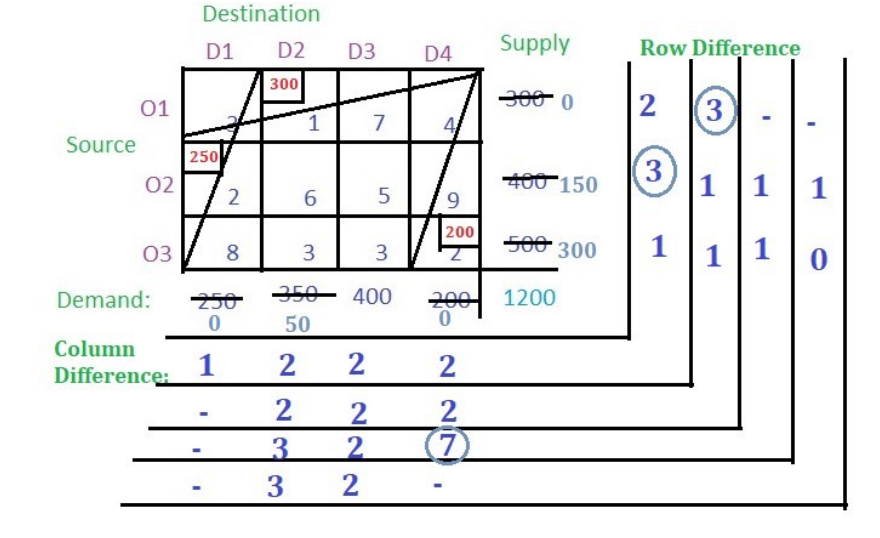 Destination
D1 D2 D3 D4 Supply Row Difference
300
O1 3 1 7 4 300 0 2 3 - -
Source
250
O2 2 6 5 9 400 150 3 1 1 1
200
O3 8 3 3 2 500 300 1 1 1 0
Demand: 250 350 400 200 1200
0 50 0
Column
Difference: 1 2 2 2
- 2 2 2
- 3 2 7
- 3 2 -